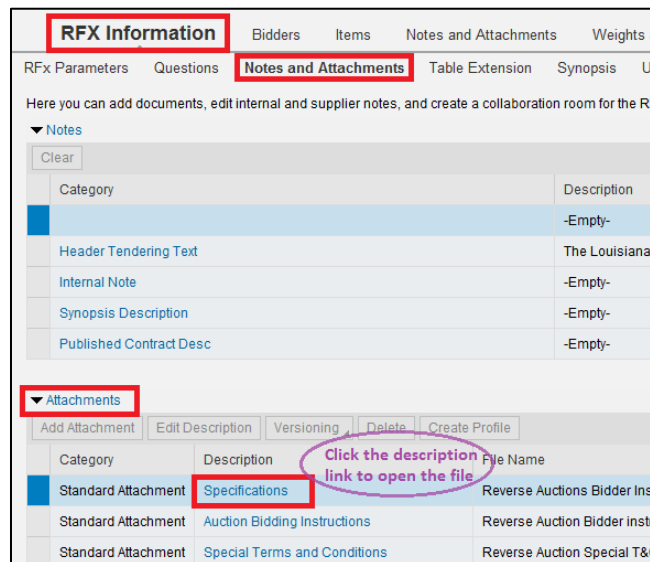 RFX Information Bidders Items Notes and Attachments Weights
RFx Parameters Questions Notes and Attachments Table Extension Synopsis U
Here you can add documents, edit internal and supplier notes, and create a collaboration room for the R
Notes
Clear
Category Description
-Empty-
Header Tendering Text The Louisiana
Internal Note -Empty-
Synopsis Description -Empty-
Published Contract Desc -Empty-
Attachments
Add Attachment Edit Description Versioning Delete Create Profile
Category Description File Name
Click the description
link to open the file
Standard Attachment Specifications Reverse Auctions Bidder Ins
Standard Attachment Auction Bidding Instructions Reverse Auction Bidder inst
Standard Attachment Special Terms and Conditions Reverse Auction Special T&